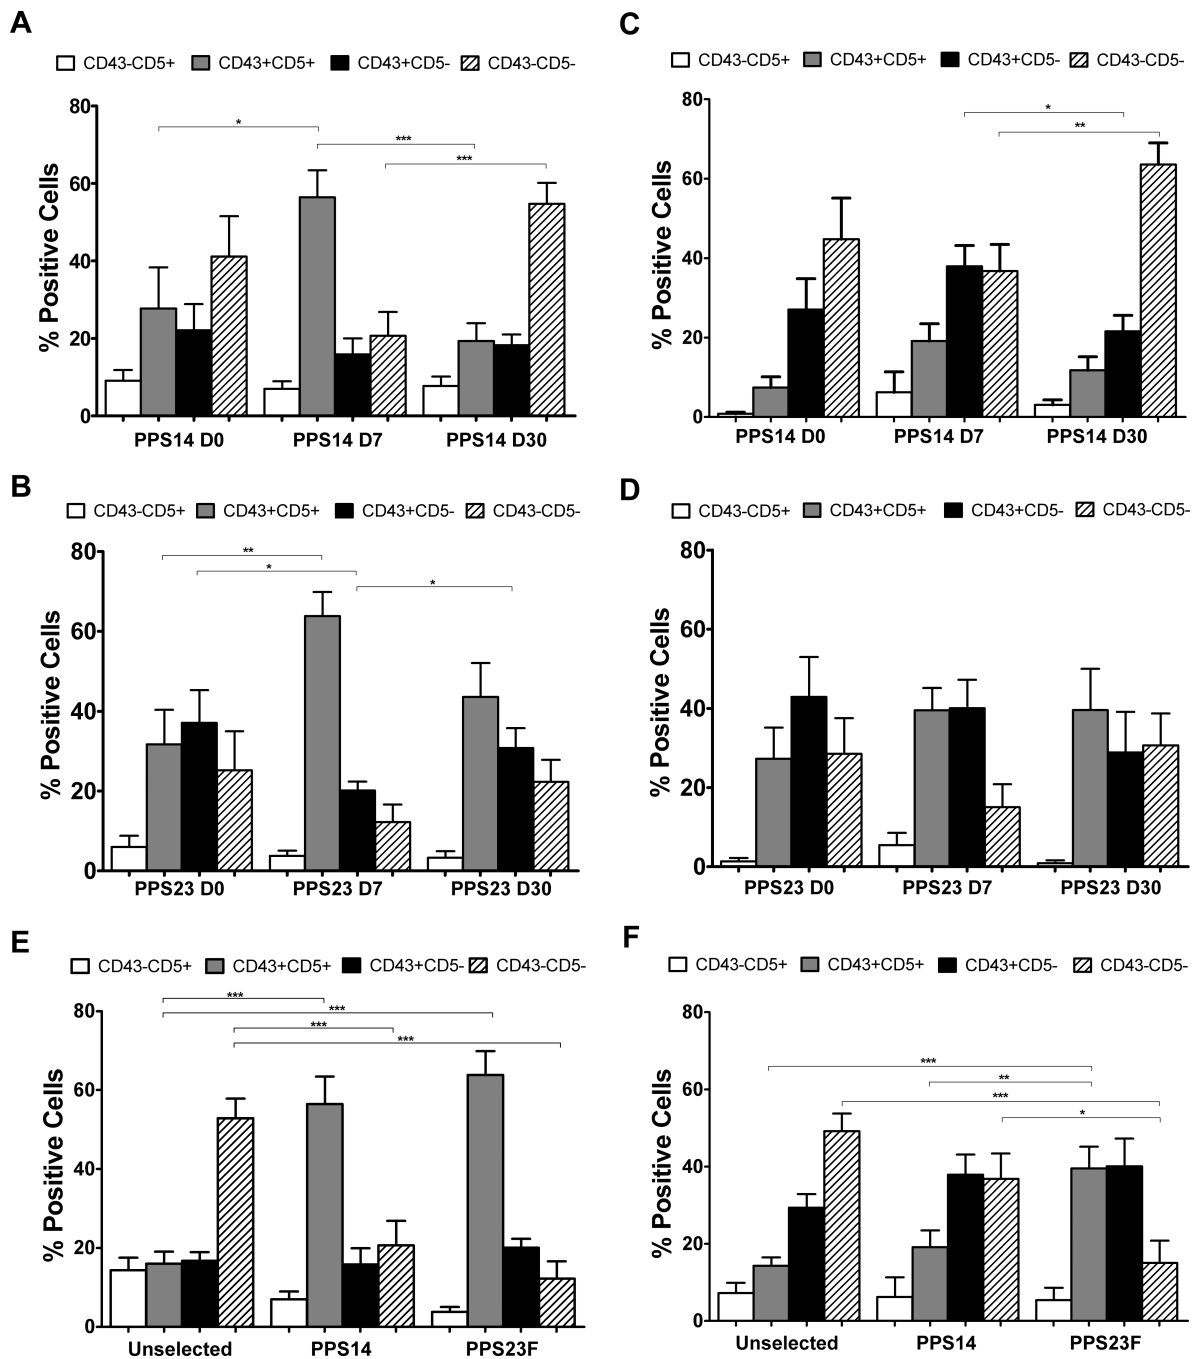 A
CD43-CD5+ CD43+CD5+ CD43+CD5- CD43-CD5-
80
60
40
20
0
% Positive Cells
*
***
***
PPS14 D0 PPS14 D7 PPS14 D30
C
CD43-CD5+ CD43+CD5+ CD43+CD5- CD43-CD5-
80
60
40
20
0
% Positive Cells
*
**
PPS14 D0 PPS14 D7 PPS14 D30
B
CD43-CD5+ CD43+CD5+ CD43+CD5- CD43-CD5-
80
60
40
20
0
% Positive Cells
**
*
*
PPS23 D0 PPS23 D7 PPS23 D30
D
CD43-CD5+ CD43+CD5+ CD43+CD5- CD43-CD5-
80
60
40
20
0
% Positive Cells
PPS23 D0 PPS23 D7 PPS23 D30
E
CD43-CD5+ CD43+CD5+ CD43+CD5- CD43-CD5-
80
60
40
20
0
% Positive Cells
***
***
***
***
Unselected PPS14 PPS23F
F
CD43-CD5+ CD43+CD5+ CD43+CD5- CD43-CD5-
80
60
40
20
0
% Positive Cells
***
**
***
*
Unselected PPS14 PPS23F